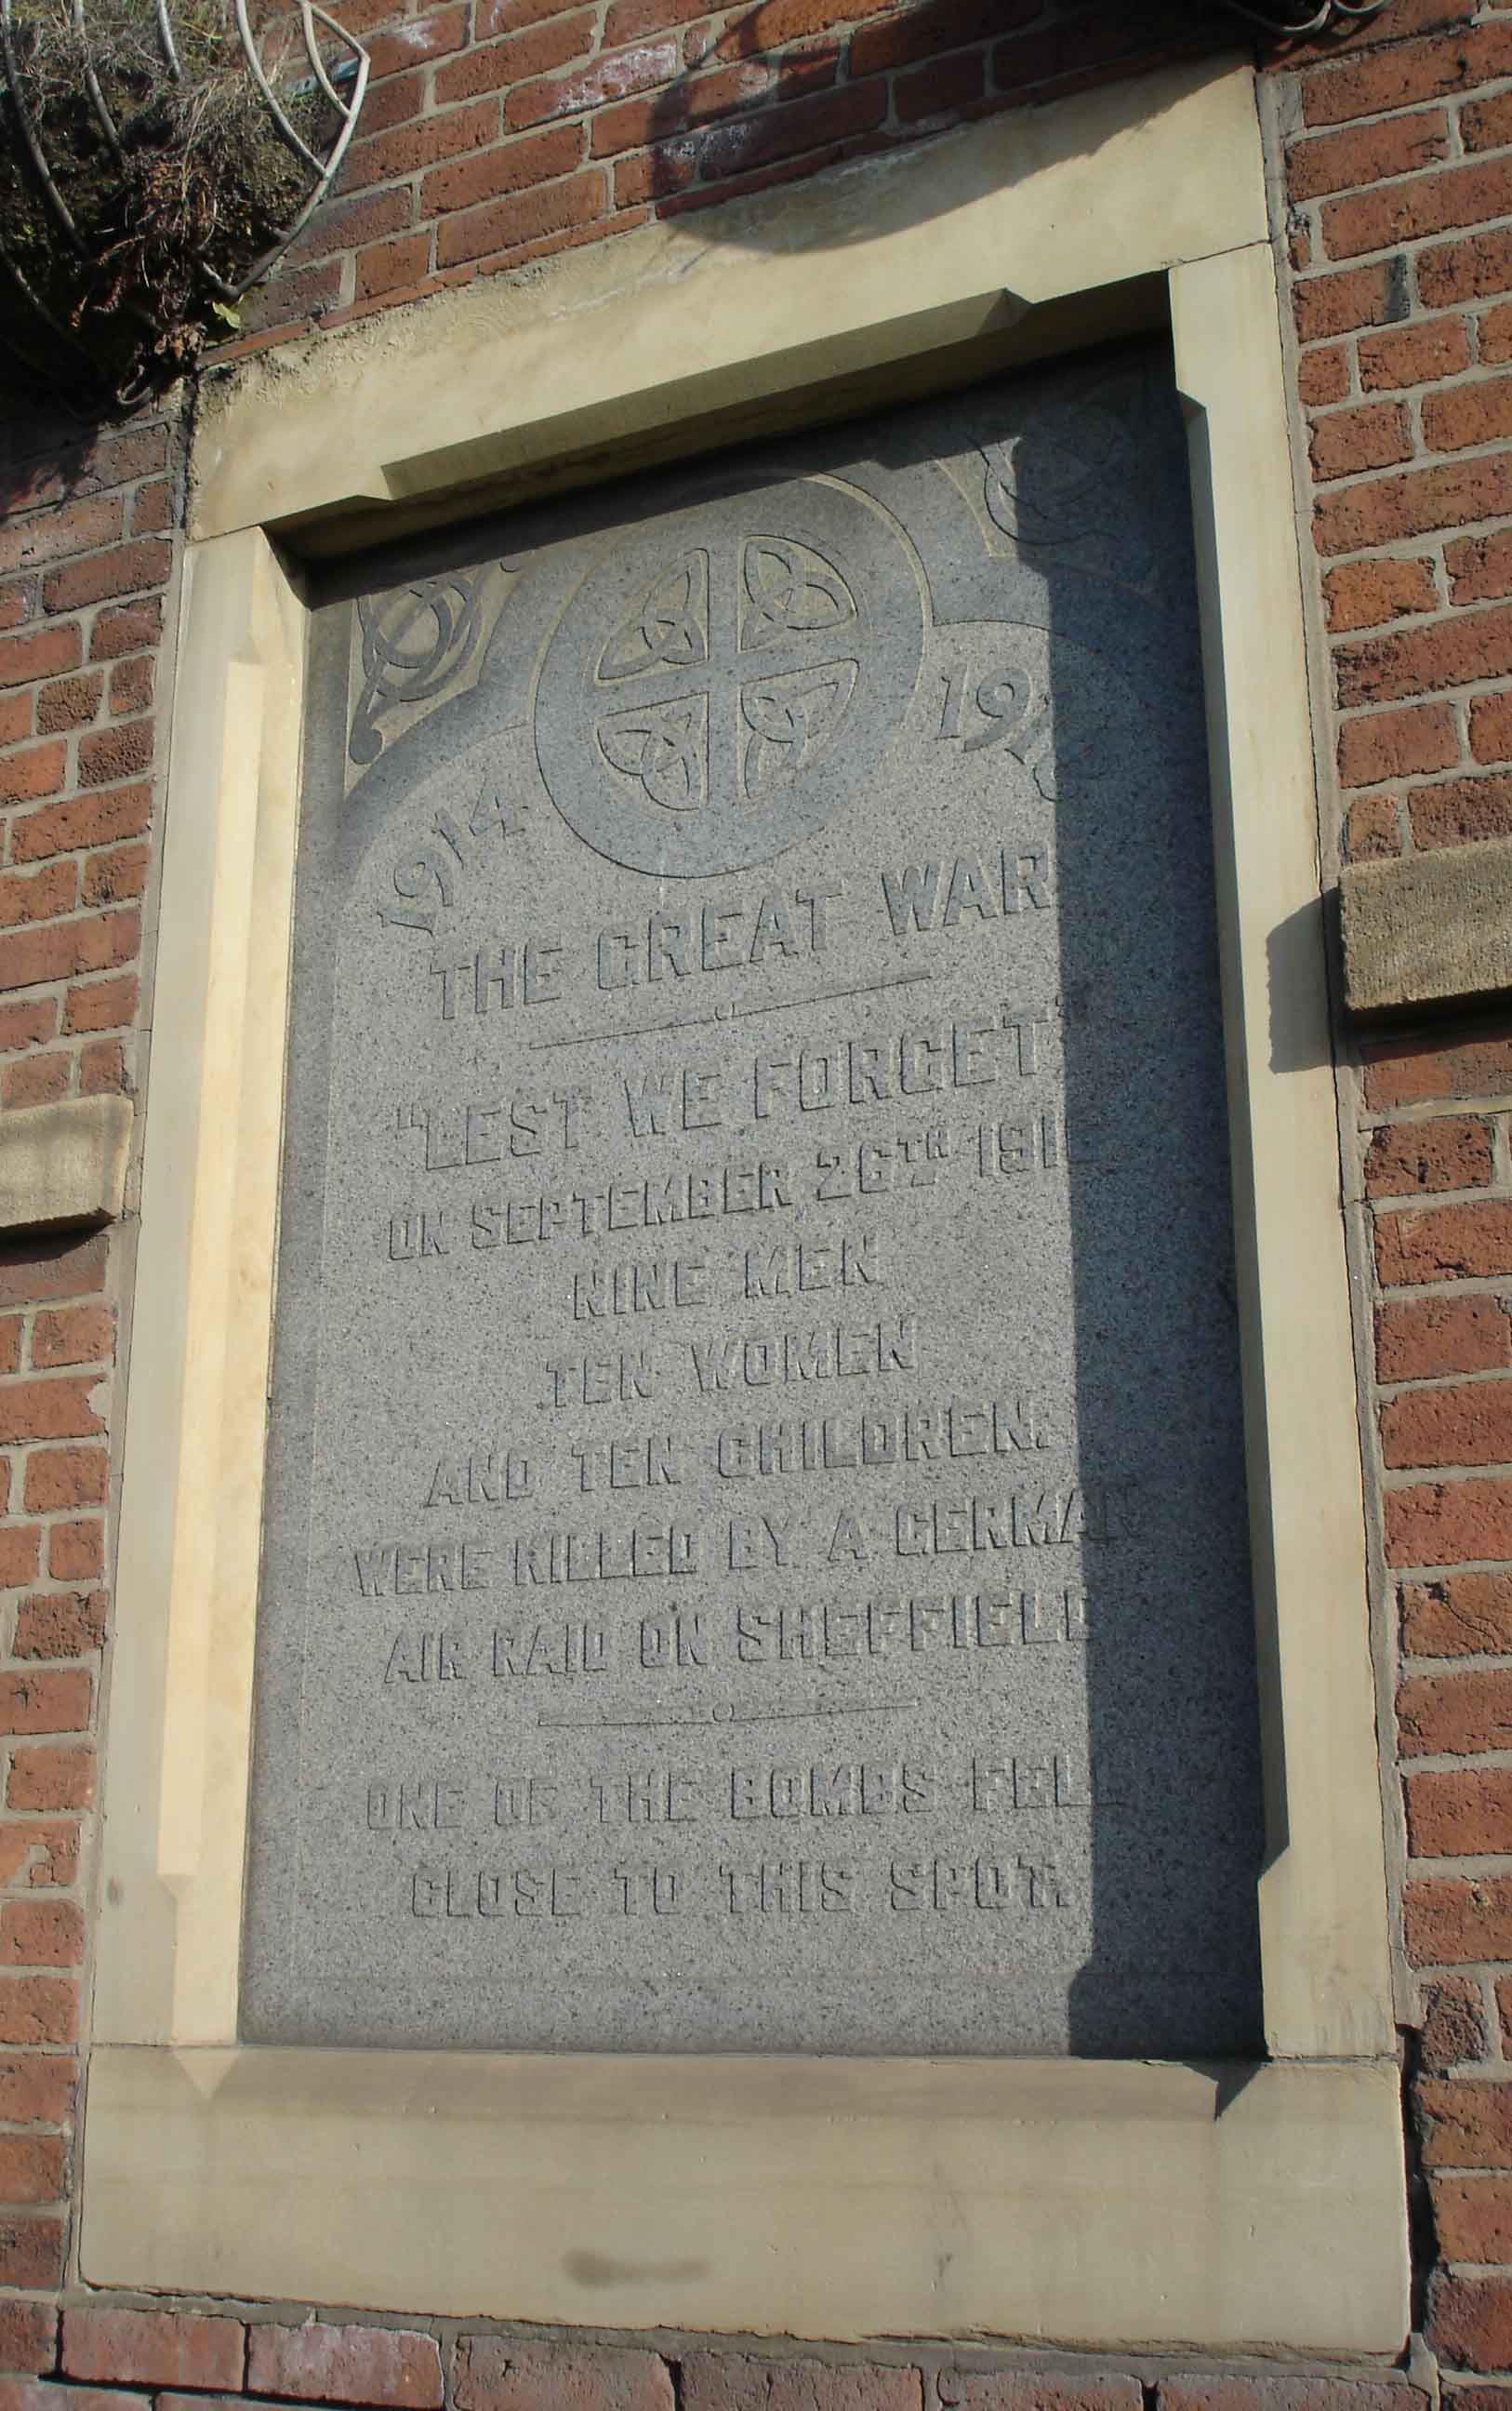 1914
THE GREAT WAR
"LEST WE FORGET"
ON SEPTEMBER 26TH
NINE MEN
TEN WOMEN
AND TEN CHILDREN,
WERE KILLED BY A GERMAN
AIR RAID ON SHEFFIELD
ONE OF THE BOMBS FELL
CLOSE TO THIS SPOT.